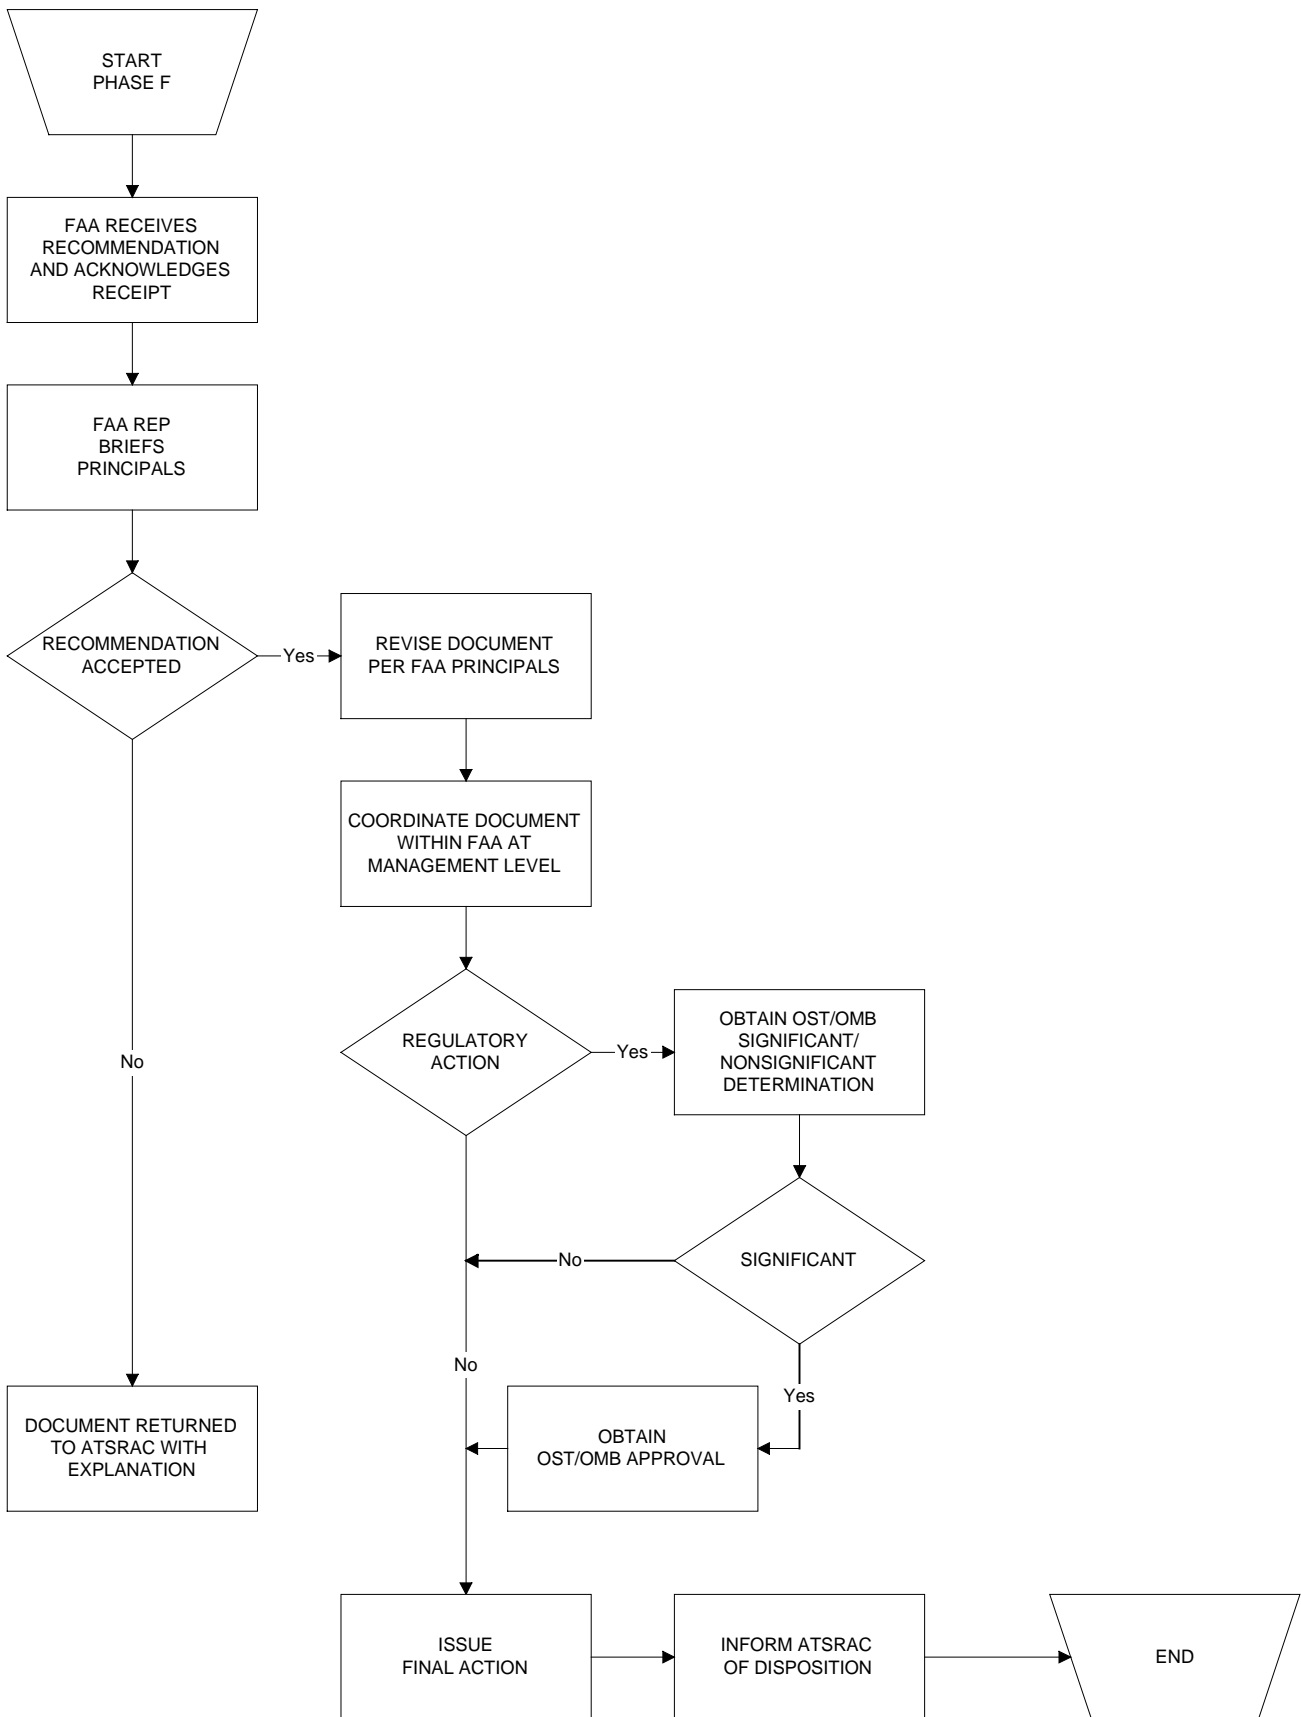 START
PHASE F
FAA RECEIVES
RECOMMENDATION
AND ACKNOWLEDGES
RECEIPT
FAA REP
BRIEFS
PRINCIPALS
RECOMMENDATION
ACCEPTED
Yes
REVISE DOCUMENT
PER FAA PRINCIPALS
COORDINATE DOCUMENT
WITHIN FAA AT
MANAGEMENT LEVEL
REGULATORY
ACTION
Yes
OBTAIN OST/OMB
SIGNIFICANT/
NONSIGNIFICANT
DETERMINATION
No
SIGNIFICANT
No
No
Yes
DOCUMENT RETURNED
TO ATSRAC WITH
EXPLANATION
OBTAIN
OST/OMB APPROVAL
ISSUE
FINAL ACTION
INFORM ATSRAC
OF DISPOSITION
END